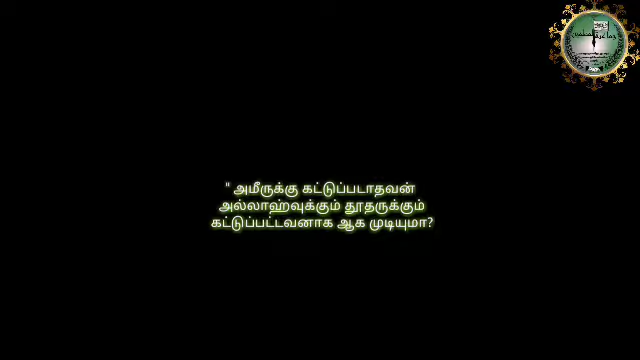 " அமீருக்கு கட்டுப்படாதவன்
அல்லாஹ்வுக்கும் தூதருக்கும்
கட்டுப்பட்டவனாக ஆக முடியுமா?